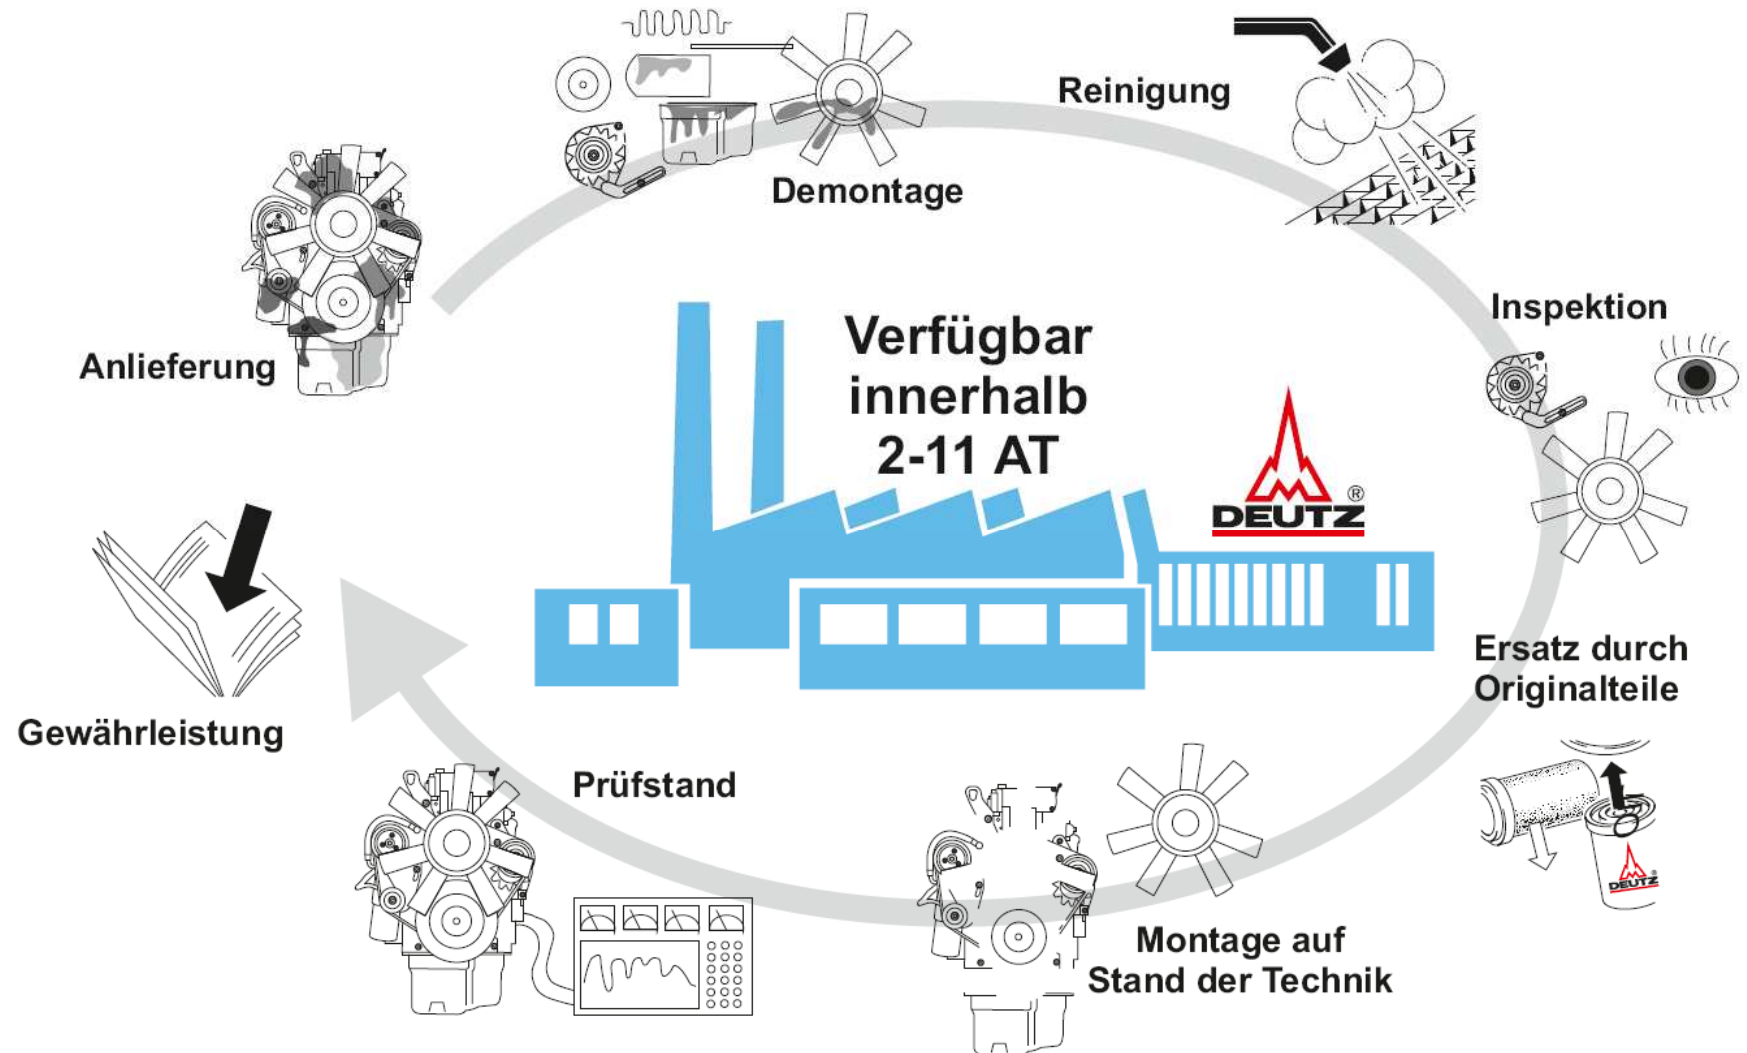 Reinigung
Demontage
Inspektion
Anlieferung
Verfügbar
innerhalb
2-11 AT
®
DEUTZ
Ersatz durch
Originalteile
Gewährleistung
Prüfstand
DEUTZ
Montage auf
Stand der Technik